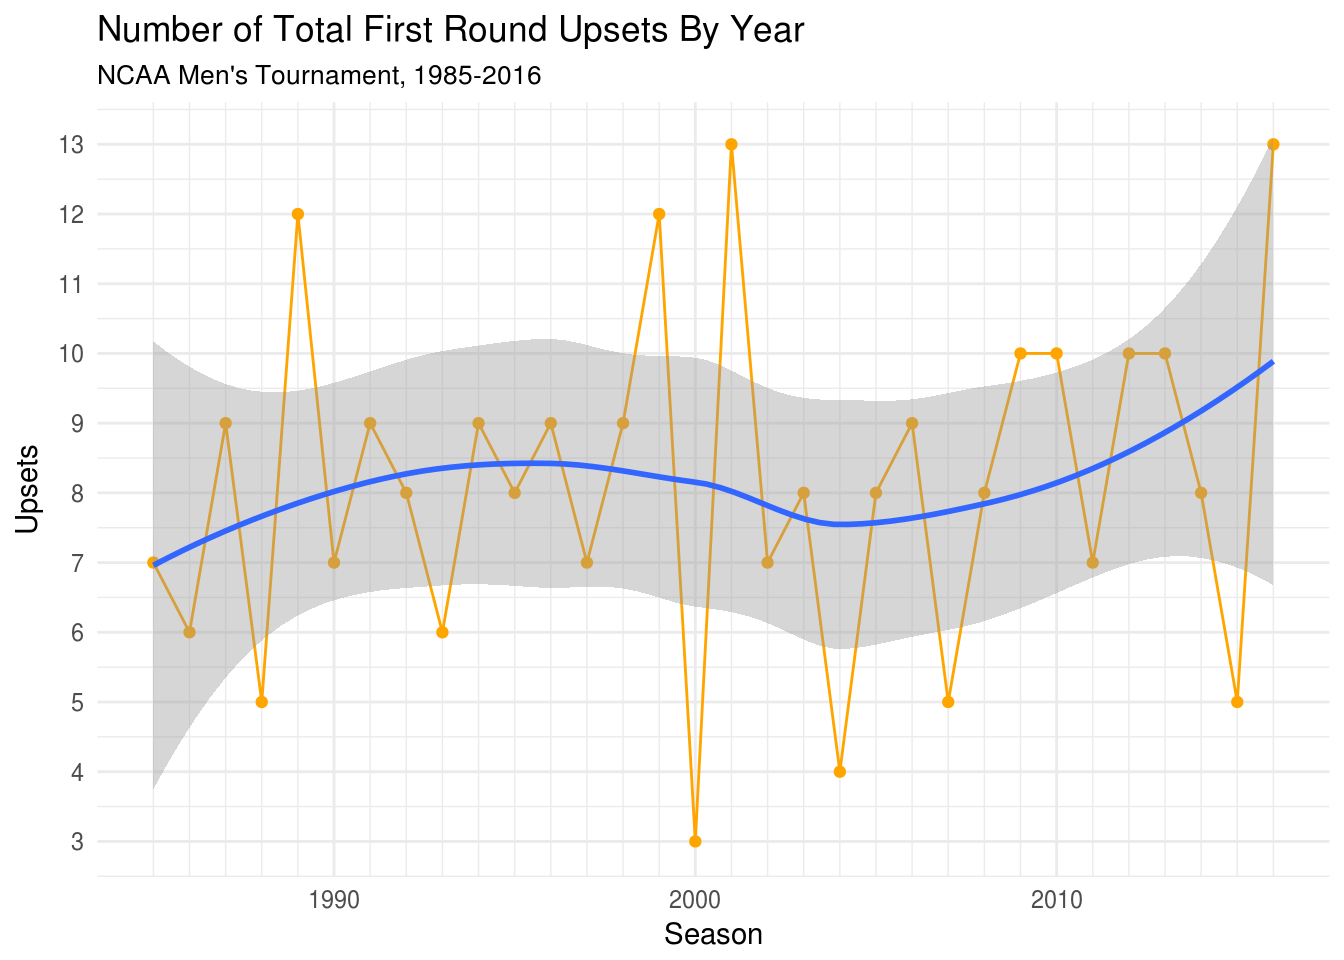 Number of Total First Round Upsets By Year
NCAA Men's Tournament, 1985-2016
13
12
11
10
9
8
7
6
5
4
3
Upsets
1990 2000 2010
Season